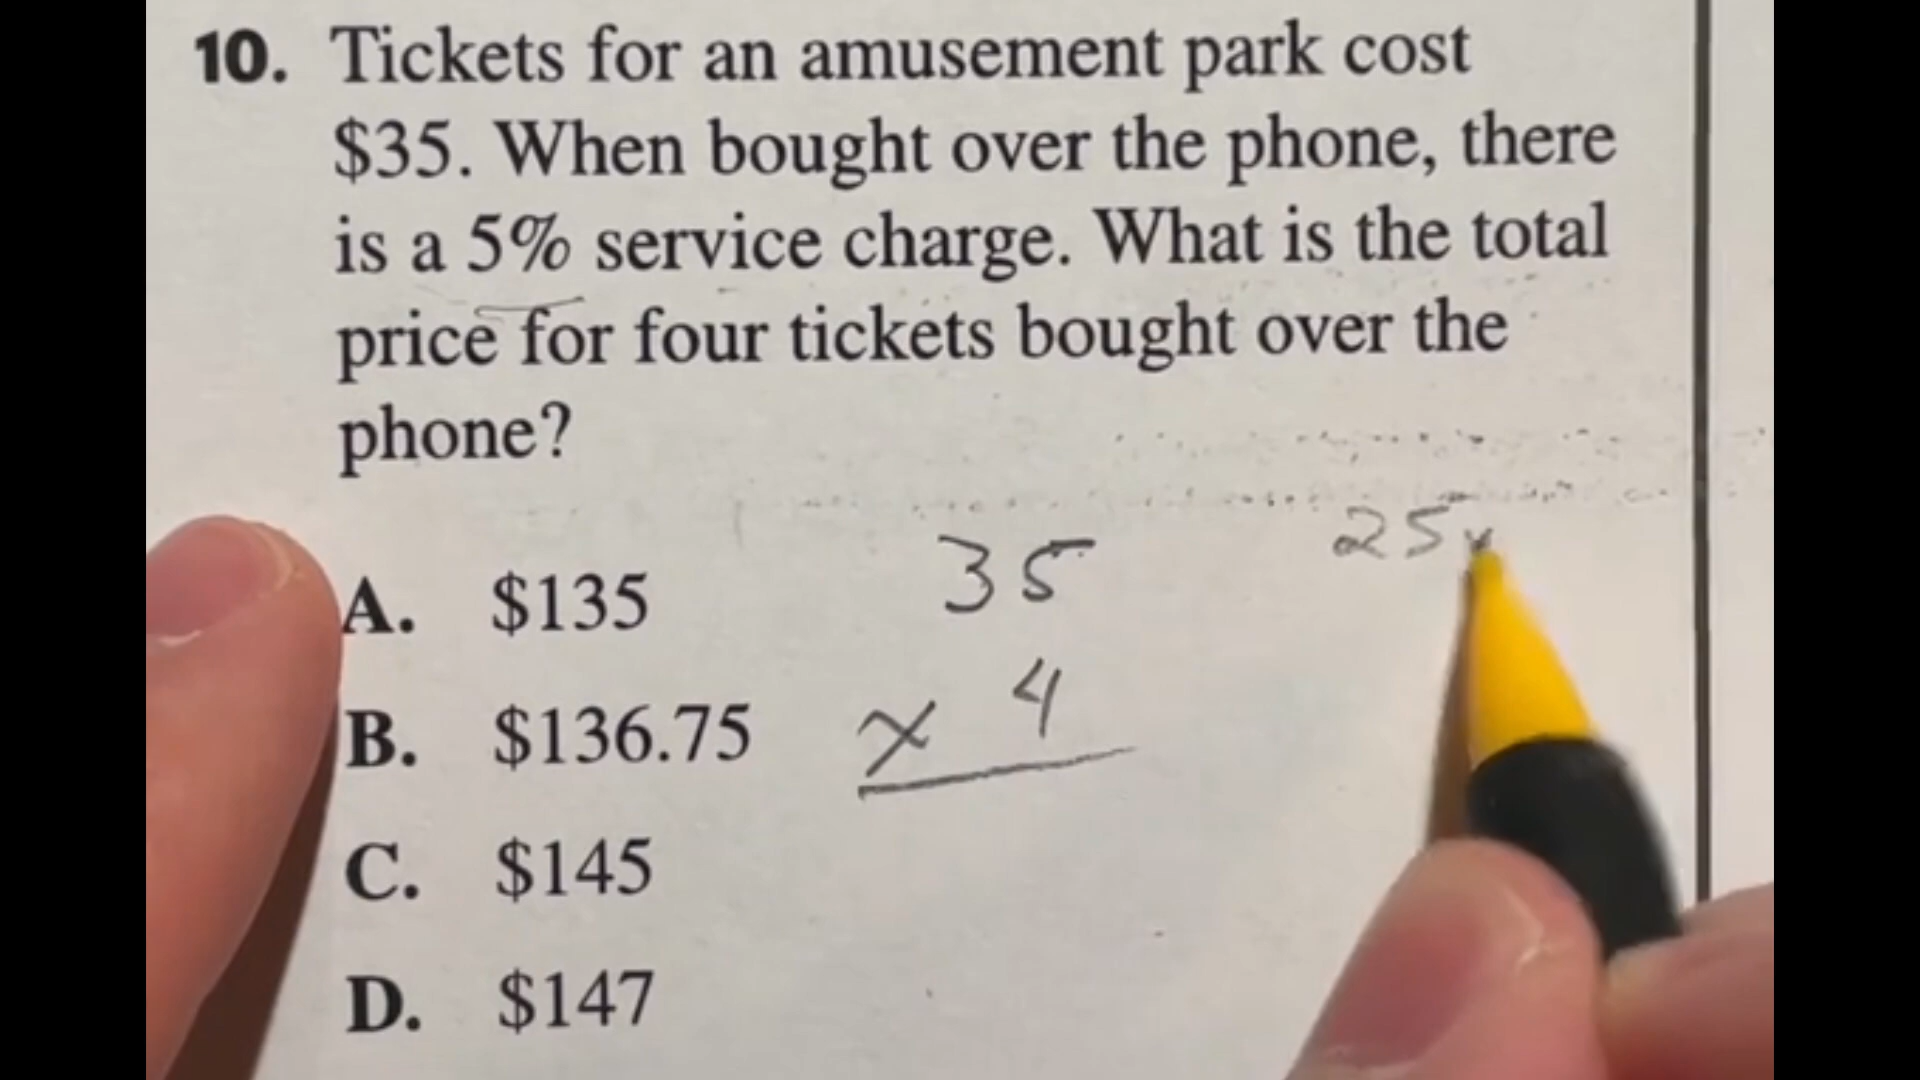 10. Tickets for an amusement park cost
$35. When bought over the phone, there
is a 5% service charge. What is the total
price for four tickets bought over the
phone?
A. $135
B. $136.75
C. $145
D. $147
35
x 4
25x